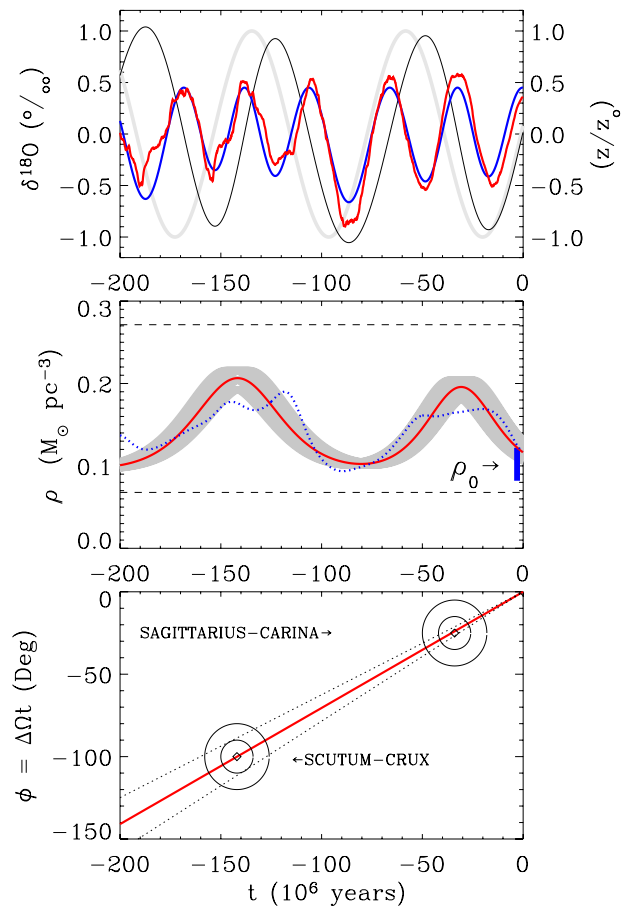 δ¹⁸O (°/∞)
1.0
0.5
0.0
−0.5
−1.0
1.0
0.5
0.0
−0.5
−1.0
(z/z₀)
−200 −150 −100 −50 0
ρ (M☉ pc⁻³)
0.3
0.2
0.1
0.0
ρ₀→
−200 −150 −100 −50 0
ϕ = ΔΩt (Deg)
0
−50
−100
−150
SAGITTARIUS−CARINA→
←SCUTUM−CRUX
−200 −150 −100 −50 0
t (10⁶ years)